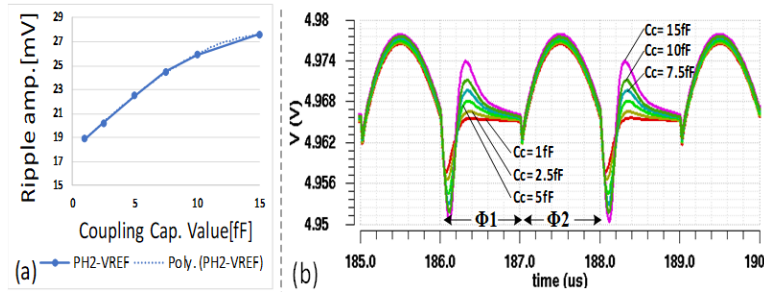 Ripple amp.[mV]
29
27
25
23
21
19
17
15
0
5
10
15
Coupling Cap. Value[fF]
(a)
PH2-VREF
Poly. (PH2-VREF)
V (V)
4.98
4.974
4.968
4.962
4.956
4.95
Cc= 15fF
Cc= 10fF
Cc= 7.5fF
Cc= 1fF
Cc= 2.5fF
Cc= 5fF
Φ1
Φ2
185.0
186.0
187.0
188.0
189.0
190
(b)
time (us)